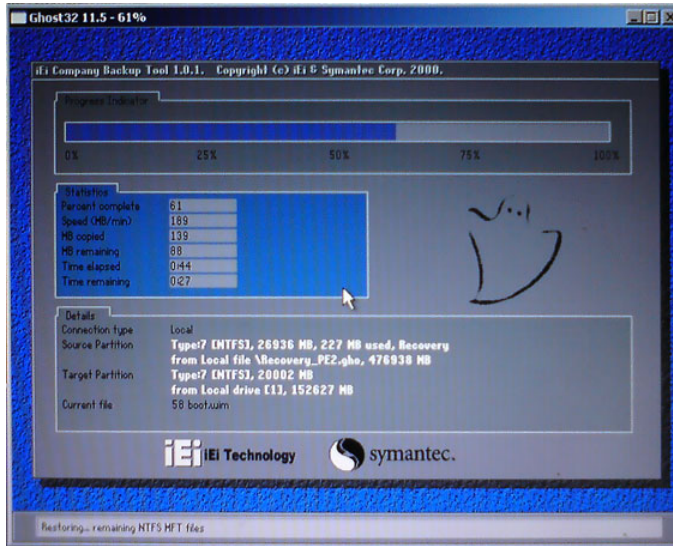 Ghost32 11.5 - 61%
iEi Company Backup Tool 1.0.1. Copyright (c) iEi & Symantec Corp. 2000.
Progress Indicator
0% 25% 50% 75% 100%
Statistics
Percent complete 61
Speed (MB/min) 189
MB copied 139
MB remaining 88
Time elapsed 0:44
Time remaining 0:27
Details
Connection type Local
Source Partition Type:7 [NTFS], 26936 MB, 227 MB used, Recovery
from Local file \Recovery_PE2.gho, 476938 MB
Target Partition Type:7 [NTFS], 20002 MB
from Local drive [1], 152627 MB
Current file 58 boot.wim
iEi iEi Technology symantec.
Restoring... remaining NTFS MFT files